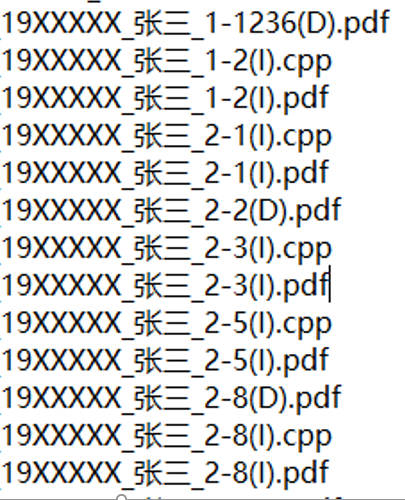 19XXXXX_张三_1-1236(D).pdf
19XXXXX_张三_1-2(I).cpp
19XXXXX_张三_1-2(I).pdf
19XXXXX_张三_2-1(I).cpp
19XXXXX_张三_2-1(I).pdf
19XXXXX_张三_2-2(D).pdf
19XXXXX_张三_2-3(I).cpp
19XXXXX_张三_2-3(I).pdf
19XXXXX_张三_2-5(I).cpp
19XXXXX_张三_2-5(I).pdf
19XXXXX_张三_2-8(D).pdf
19XXXXX_张三_2-8(I).cpp
19XXXXX_张三_2-8(I).pdf